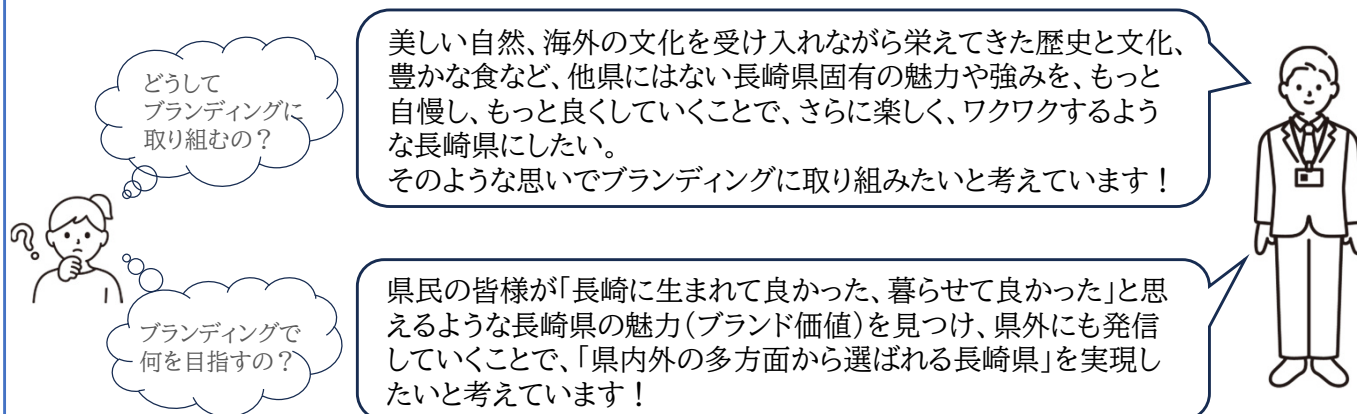 どうして
ブランディングに
取り組むの？
美しい自然、海外の文化を受け入れながら栄えてきた歴史と文化、
豊かな食など、他県にはない長崎県固有の魅力や強みを、もっと
自慢し、もっと良くしていくことで、さらに楽しく、ワクワクするよう
な長崎県にしたい。
そのような思いでブランディングに取り組みたいと考えています！
ブランディングで
何を目指すの？
県民の皆様が「長崎に生まれて良かった、暮らせて良かった」と思
えるような長崎県の魅力（ブランド価値）を見つけ、県外にも発信
していくことで、「県内外の多方面から選ばれる長崎県」を実現し
たいと考えています！